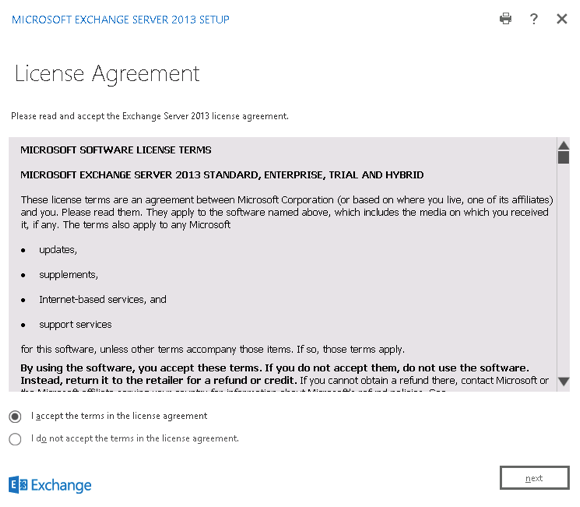 MICROSOFT EXCHANGE SERVER 2013 SETUP
?
License Agreement
Please read and accept the Exchange Server 2013 license agreement.
MICROSOFT SOFTWARE LICENSE TERMS
MICROSOFT EXCHANGE SERVER 2013 STANDARD, ENTERPRISE, TRIAL AND HYBRID
These license terms are an agreement between Microsoft Corporation (or based on where you live, one of its affiliates)
and you. Please read them. They apply to the software named above, which includes the media on which you received
it, if any. The terms also apply to any Microsoft
• updates,
• supplements,
• Internet-based services, and
• support services
for this software, unless other terms accompany those items. If so, those terms apply.
By using the software, you accept these terms. If you do not accept them, do not use the software.
Instead, return it to the retailer for a refund or credit. If you cannot obtain a refund there, contact Microsoft or
the Microsoft affiliate serving your country for information about Microsoft's refund policies. See
I accept the terms in the license agreement
I do not accept the terms in the license agreement.
Exchange
next